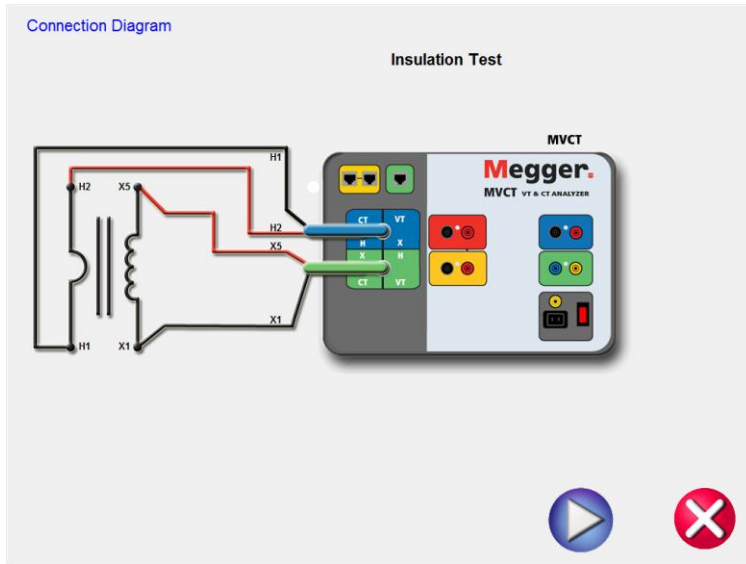 Connection Diagram
Insulation Test
MVCT
Megger.
MVCT VT & CT ANALYZER
H1
H2 X5
CT VT
H2
H X
X5
X H
CT VT
X1
H1 X1